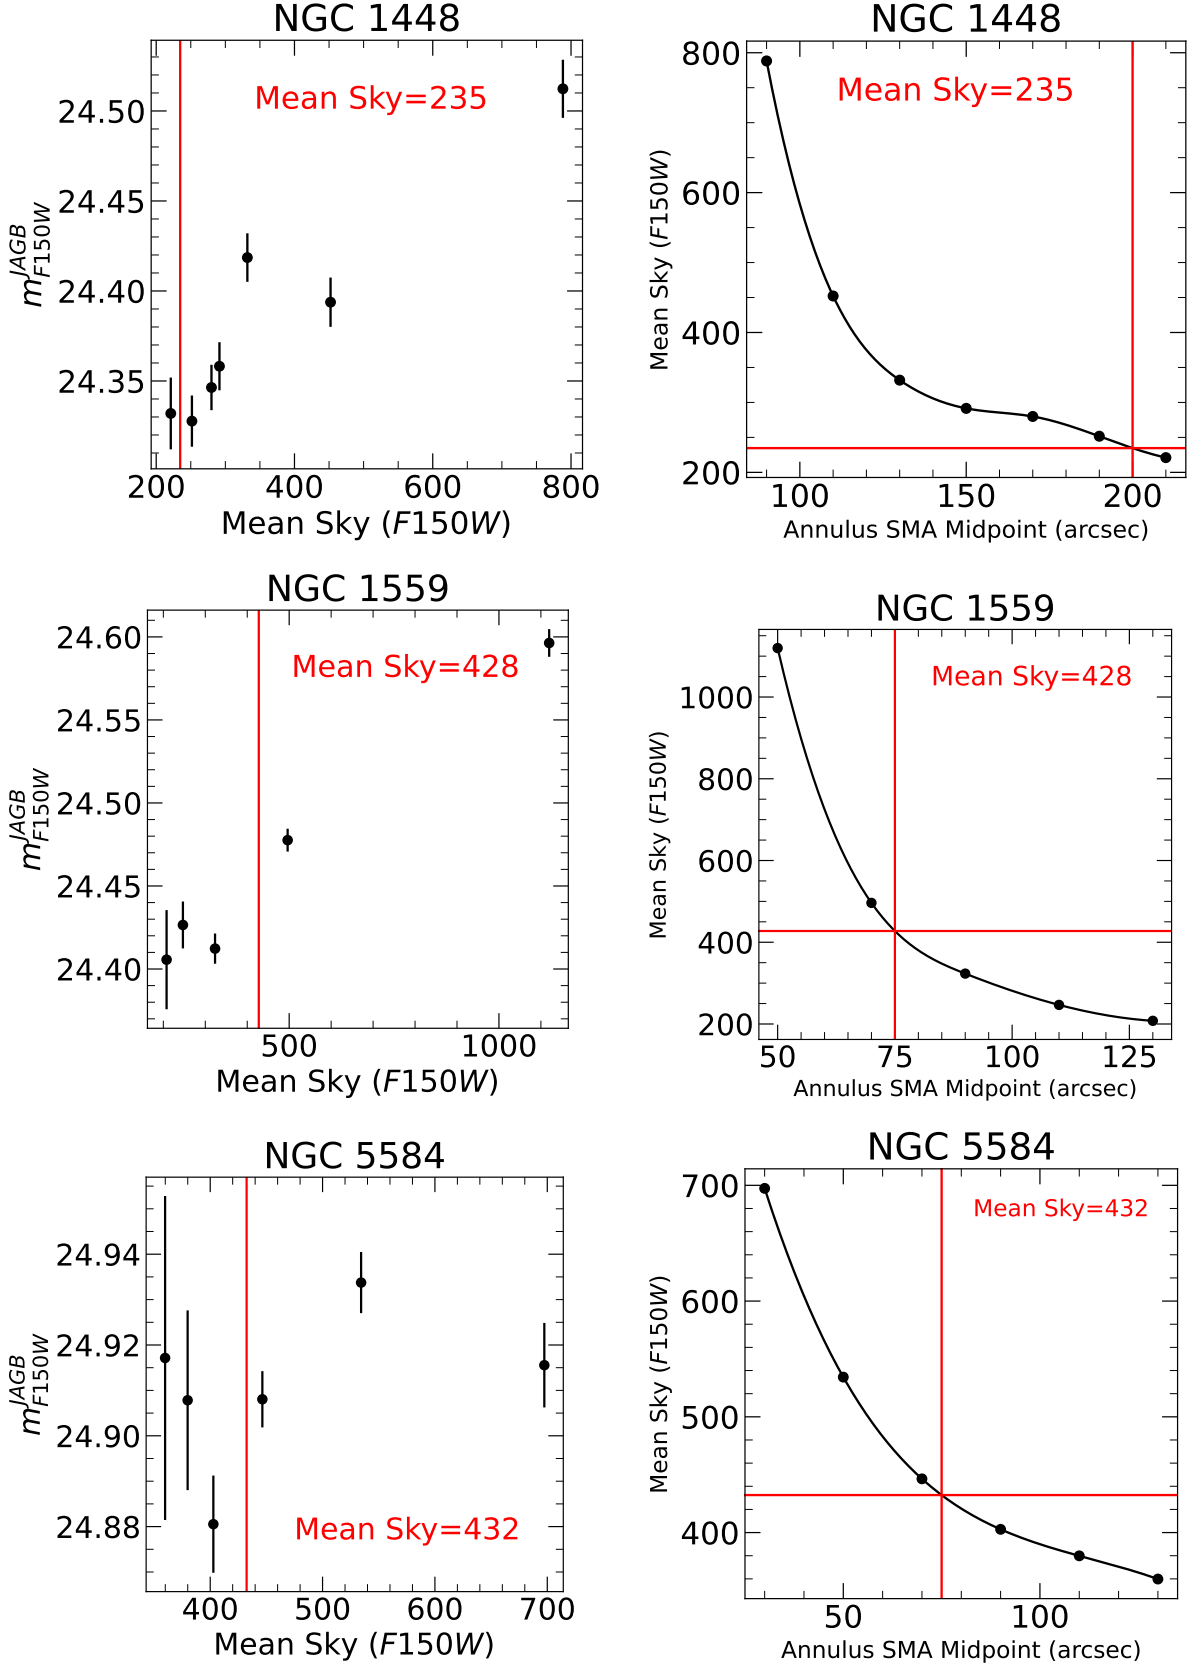 NGC 1448
Mean Sky=235
24.50
24.45
24.40
24.35
m^{JAGB}_{F150W}
200 400 600 800
Mean Sky (F150W)
NGC 1448
Mean Sky=235
800
600
400
200
Mean Sky (F150W)
100 150 200
Annulus SMA Midpoint (arcsec)
NGC 1559
Mean Sky=428
24.60
24.55
24.50
24.45
24.40
m^{JAGB}_{F150W}
500 1000
Mean Sky (F150W)
NGC 1559
Mean Sky=428
1000
800
600
400
200
Mean Sky (F150W)
50 75 100 125
Annulus SMA Midpoint (arcsec)
NGC 5584
24.94
24.92
24.90
24.88
Mean Sky=432
m^{JAGB}_{F150W}
400 500 600 700
Mean Sky (F150W)
NGC 5584
Mean Sky=432
700
600
500
400
Mean Sky (F150W)
50 100
Annulus SMA Midpoint (arcsec)